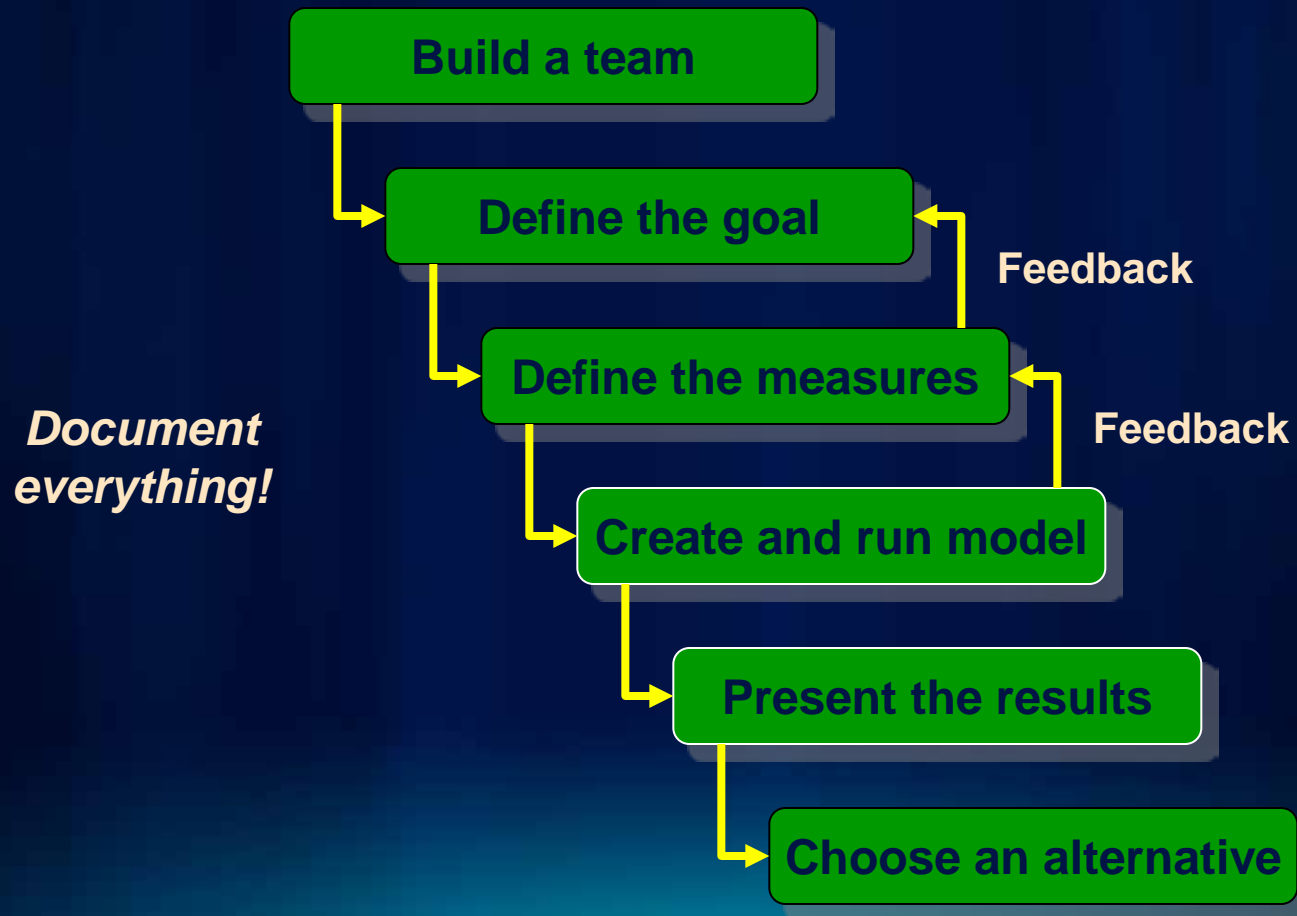 Build a team
Define the goal
Feedback
Define the measures
Document
everything!
Feedback
Create and run model
Present the results
Choose an alternative